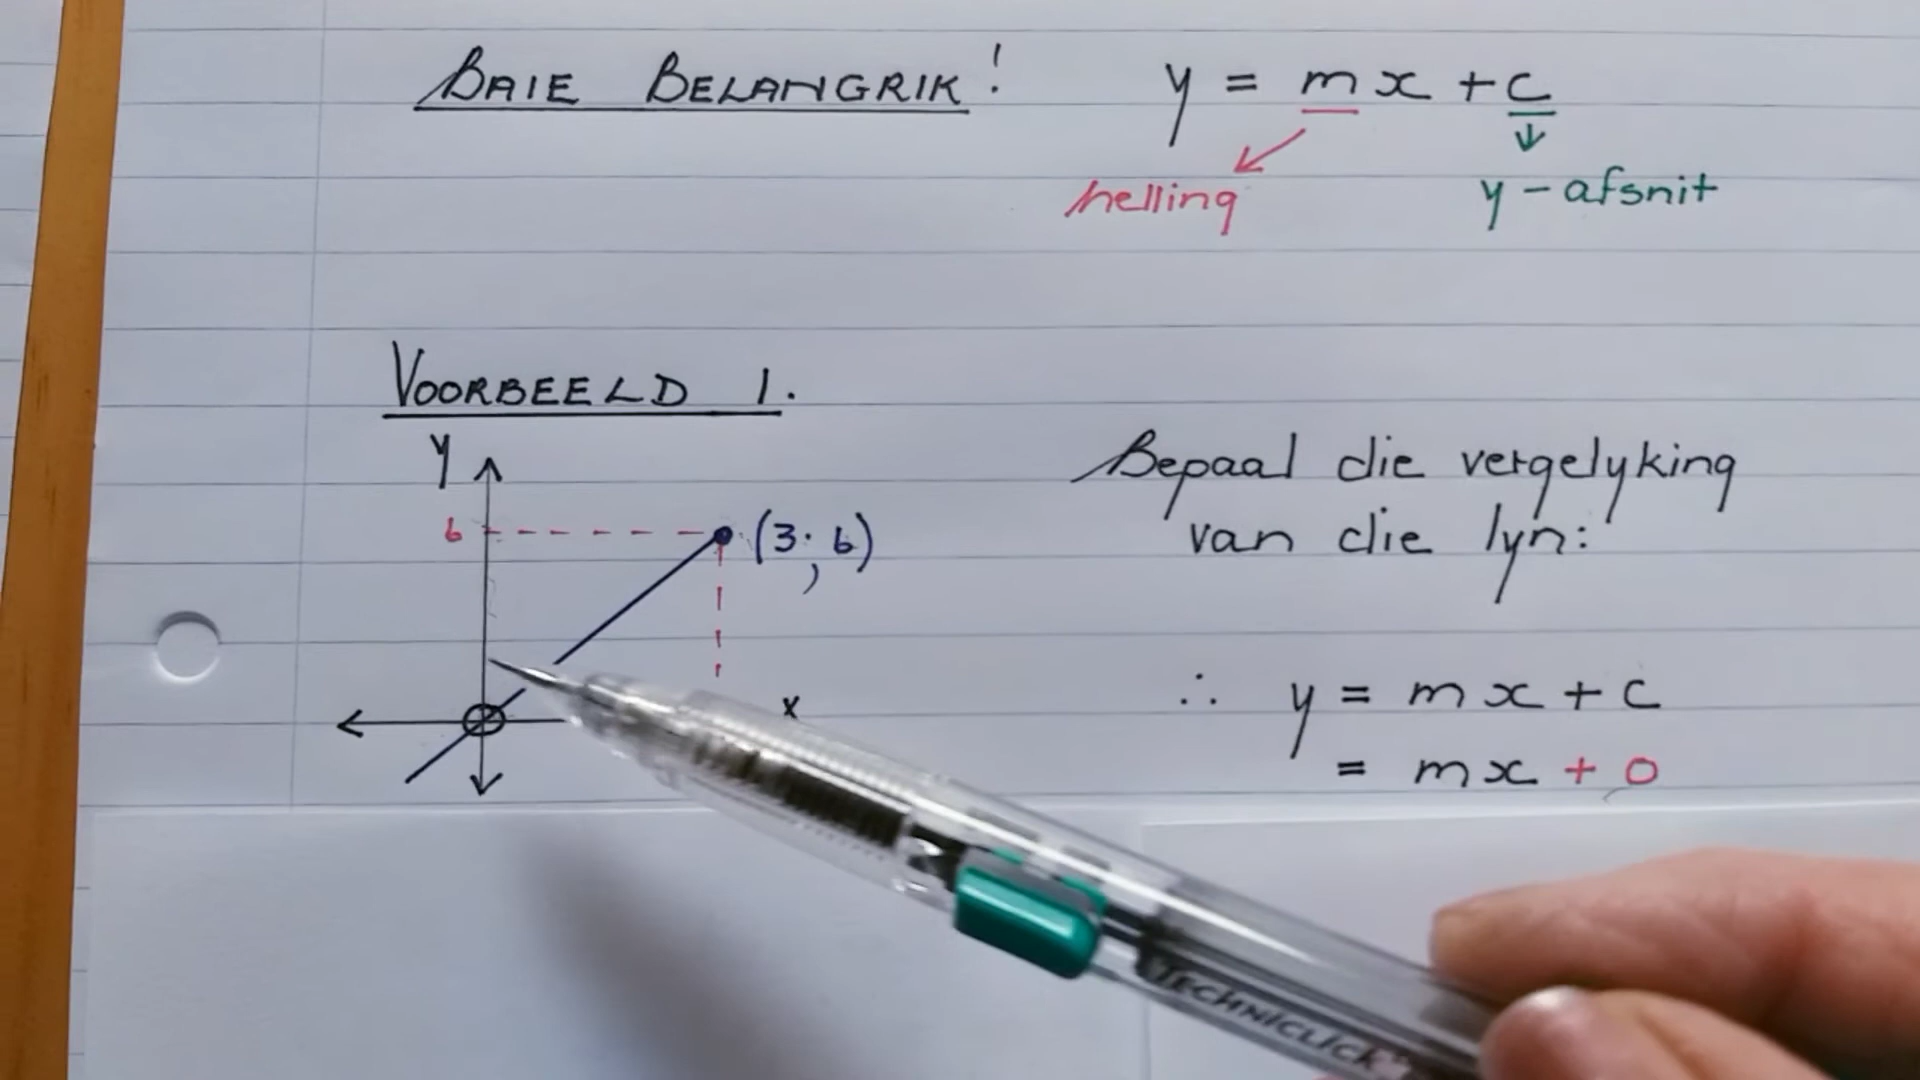 BAIE BELANGRIK!
y = mx + c
helling
y - afsnit
VOORBEELD 1.
y
6
(3; 6)
x
Bepaal die vergelyking
van die lyn:
∴ y = mx + c
= mx + 0
TECHNICLICK